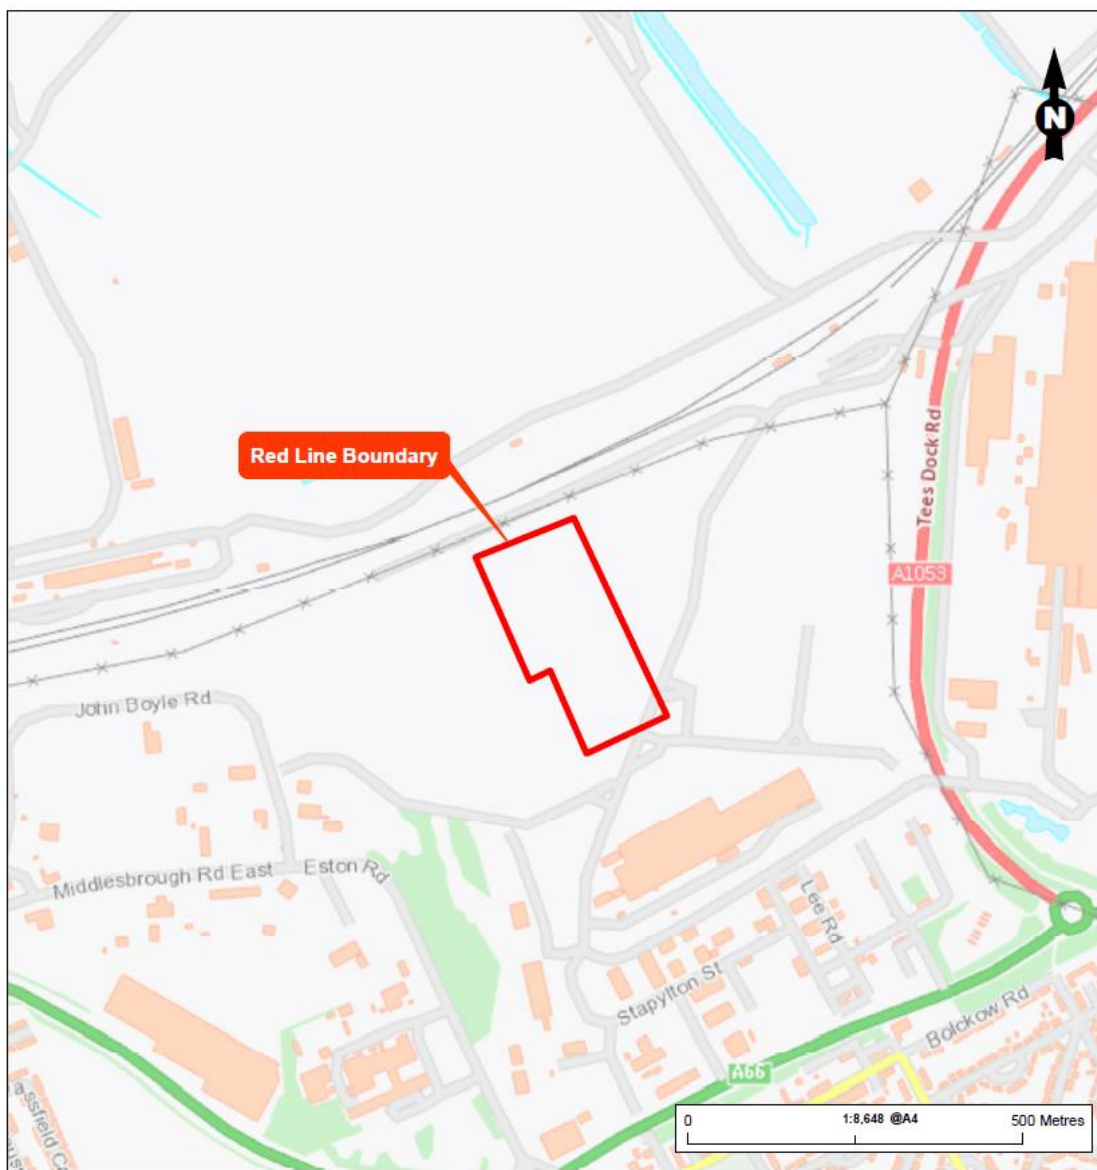 N
Red Line Boundary
Tees Dock Rd
A1053
John Boyle Rd
Middlesbrough Rd East
Eston Rd
Lee Rd
Stapylton St
Bolckow Rd
A66
0
1:8,648 @A4
500 Metres